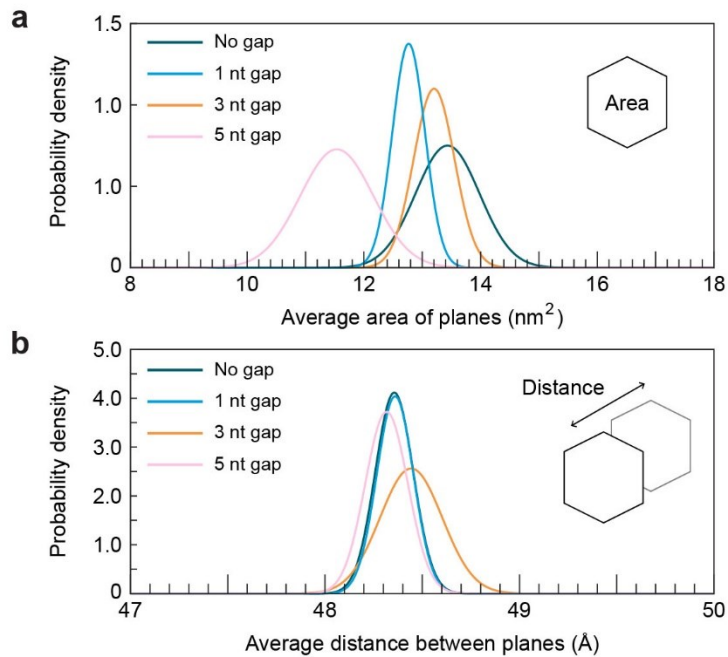 a
1.5
1.0
1.0
0
Probability density
No gap
1 nt gap
3 nt gap
5 nt gap
Area
8 10 12 14 16 18
Average area of planes (nm²)
b
5.0
4.0
3.0
2.0
1.0
0
Probability density
No gap
1 nt gap
3 nt gap
5 nt gap
Distance
47 48 49 50
Average distance between planes (Å)